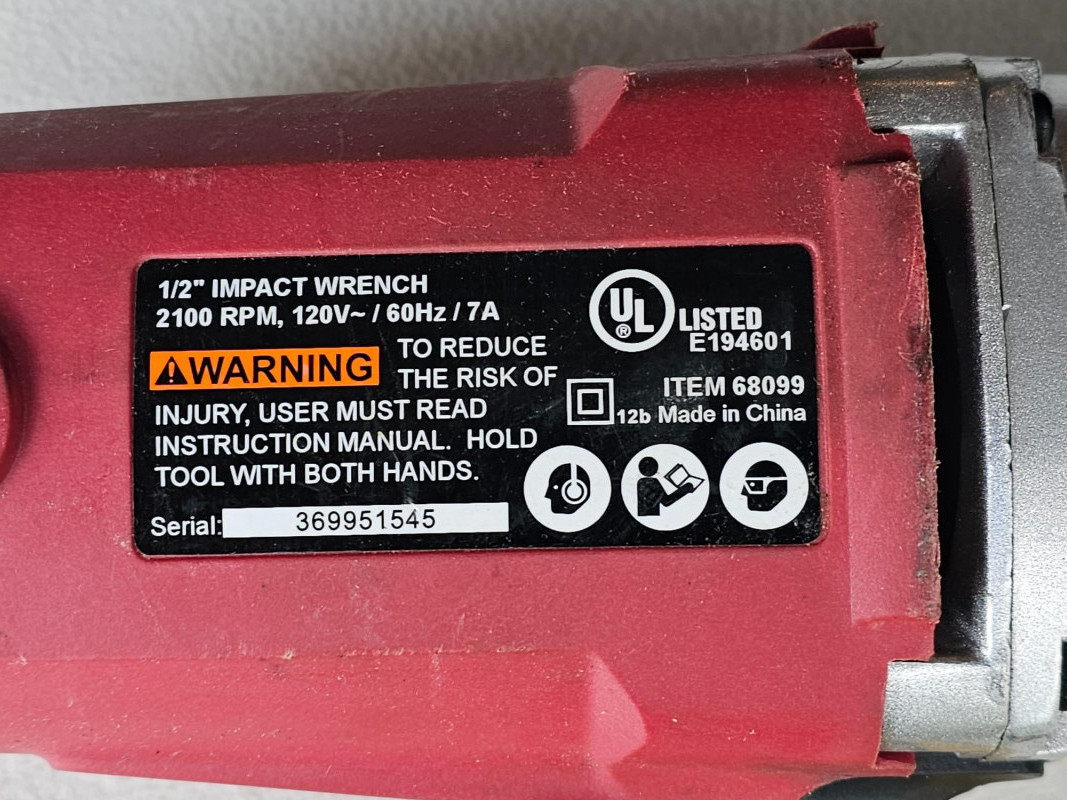 1/2" IMPACT WRENCH
2100 RPM, 120V~ / 60Hz / 7A
WARNING TO REDUCE
THE RISK OF
INJURY, USER MUST READ
INSTRUCTION MANUAL. HOLD
TOOL WITH BOTH HANDS.
Serial: 369951545
UL ® LISTED
E194601
ITEM 68099
12b Made in China